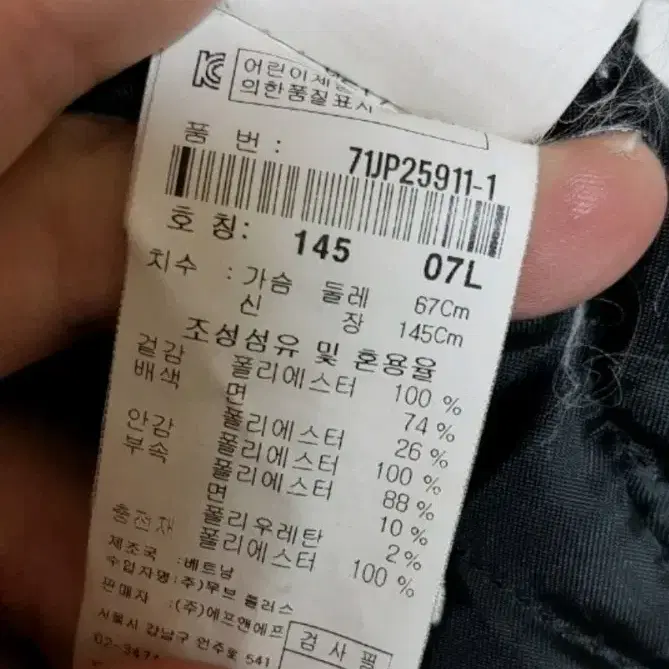 어린이제
의한품질표시
품 번 : 71JP25911-1
호 칭: 145 07L
치수 : 가슴 둘레 67Cm
신 장 145Cm
조성섬유 및 혼용율
겉감 폴리에스터 100 %
배색 면 74 %
폴리에스터 26 %
안감 폴리에스터 100 %
부속 폴리에스터 88 %
면 10 %
폴리우레탄 2 %
충전재 폴리에스터 100 %
제조국 :베트남
수입자명:주)무브 플러스
판매자 :(주)에프앤에프
서울시 강남구 언주로 541
검 사 필